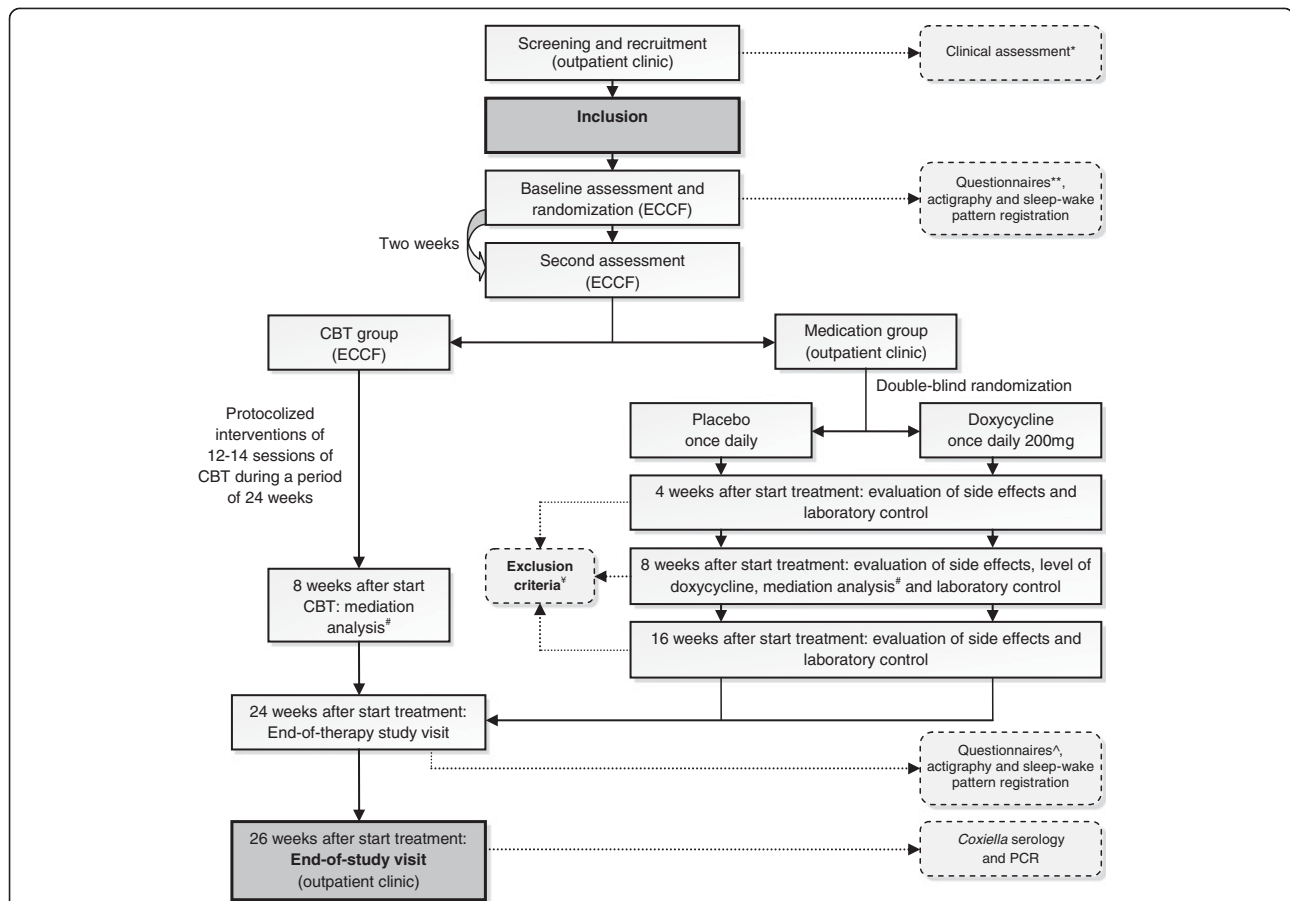 Screening and recruitment
(outpatient clinic)
Clinical assessment*
Inclusion
Baseline assessment and
randomization (ECCF)
Questionnaires**,
actigraphy and sleep-wake
pattern registration
Two weeks
Second assessment
(ECCF)
CBT group
(ECCF)
Medication group
(outpatient clinic)
Double-blind randomization
Protocolized
interventions of
12-14 sessions of
CBT during a period
of 24 weeks
Placebo
once daily
Doxycycline
once daily 200mg
4 weeks after start treatment: evaluation of side effects and
laboratory control
Exclusion
criteria¥
8 weeks after start treatment: evaluation of side effects, level of
doxycycline, mediation analysis# and laboratory control
8 weeks after start
CBT: mediation
analysis#
16 weeks after start treatment: evaluation of side effects and
laboratory control
24 weeks after start treatment:
End-of-therapy study visit
Questionnaires^,
actigraphy and sleep-wake
pattern registration
26 weeks after start treatment:
End-of-study visit
(outpatient clinic)
Coxiella serology
and PCR